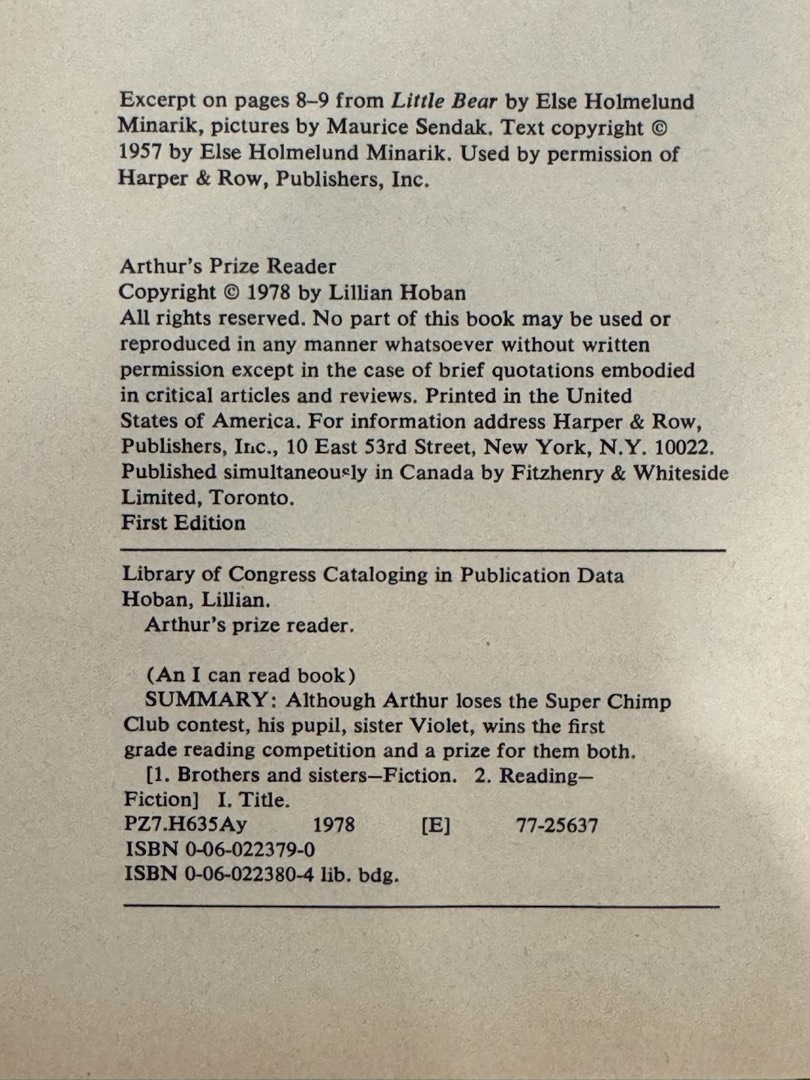 Excerpt on pages 8–9 from Little Bear by Else Holmelund
Minarik, pictures by Maurice Sendak. Text copyright ©
1957 by Else Holmelund Minarik. Used by permission of
Harper & Row, Publishers, Inc.
Arthur's Prize Reader
Copyright © 1978 by Lillian Hoban
All rights reserved. No part of this book may be used or
reproduced in any manner whatsoever without written
permission except in the case of brief quotations embodied
in critical articles and reviews. Printed in the United
States of America. For information address Harper & Row,
Publishers, Inc., 10 East 53rd Street, New York, N.Y. 10022.
Published simultaneously in Canada by Fitzhenry & Whiteside
Limited, Toronto.
First Edition
Library of Congress Cataloging in Publication Data
Hoban, Lillian.
Arthur's prize reader.
(An I can read book)
SUMMARY: Although Arthur loses the Super Chimp
Club contest, his pupil, sister Violet, wins the first
grade reading competition and a prize for them both.
[1. Brothers and sisters—Fiction. 2. Reading—
Fiction] I. Title.
PZ7.H635Ay 1978 [E] 77-25637
ISBN 0-06-022379-0
ISBN 0-06-022380-4 lib. bdg.